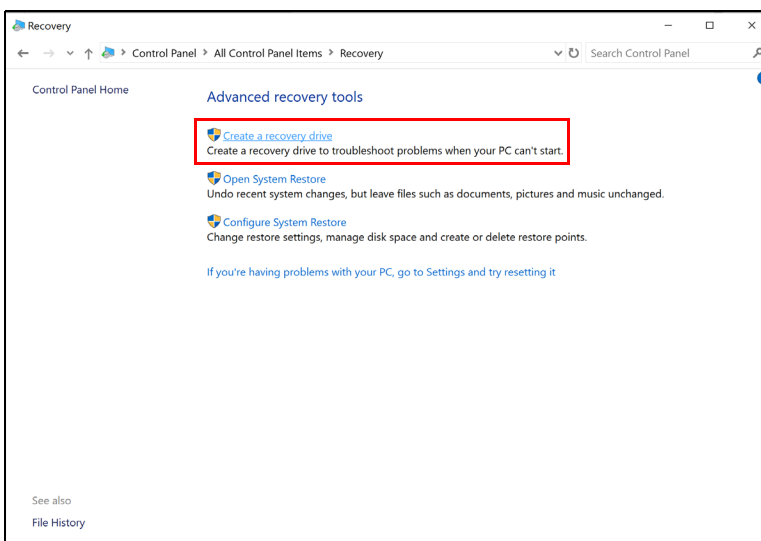 Recovery
Control Panel > All Control Panel Items > Recovery
Search Control Panel
Control Panel Home
Advanced recovery tools
Create a recovery drive
Create a recovery drive to troubleshoot problems when your PC can't start.
Open System Restore
Undo recent system changes, but leave files such as documents, pictures and music unchanged.
Configure System Restore
Change restore settings, manage disk space and create or delete restore points.
If you're having problems with your PC, go to Settings and try resetting it
See also
File History